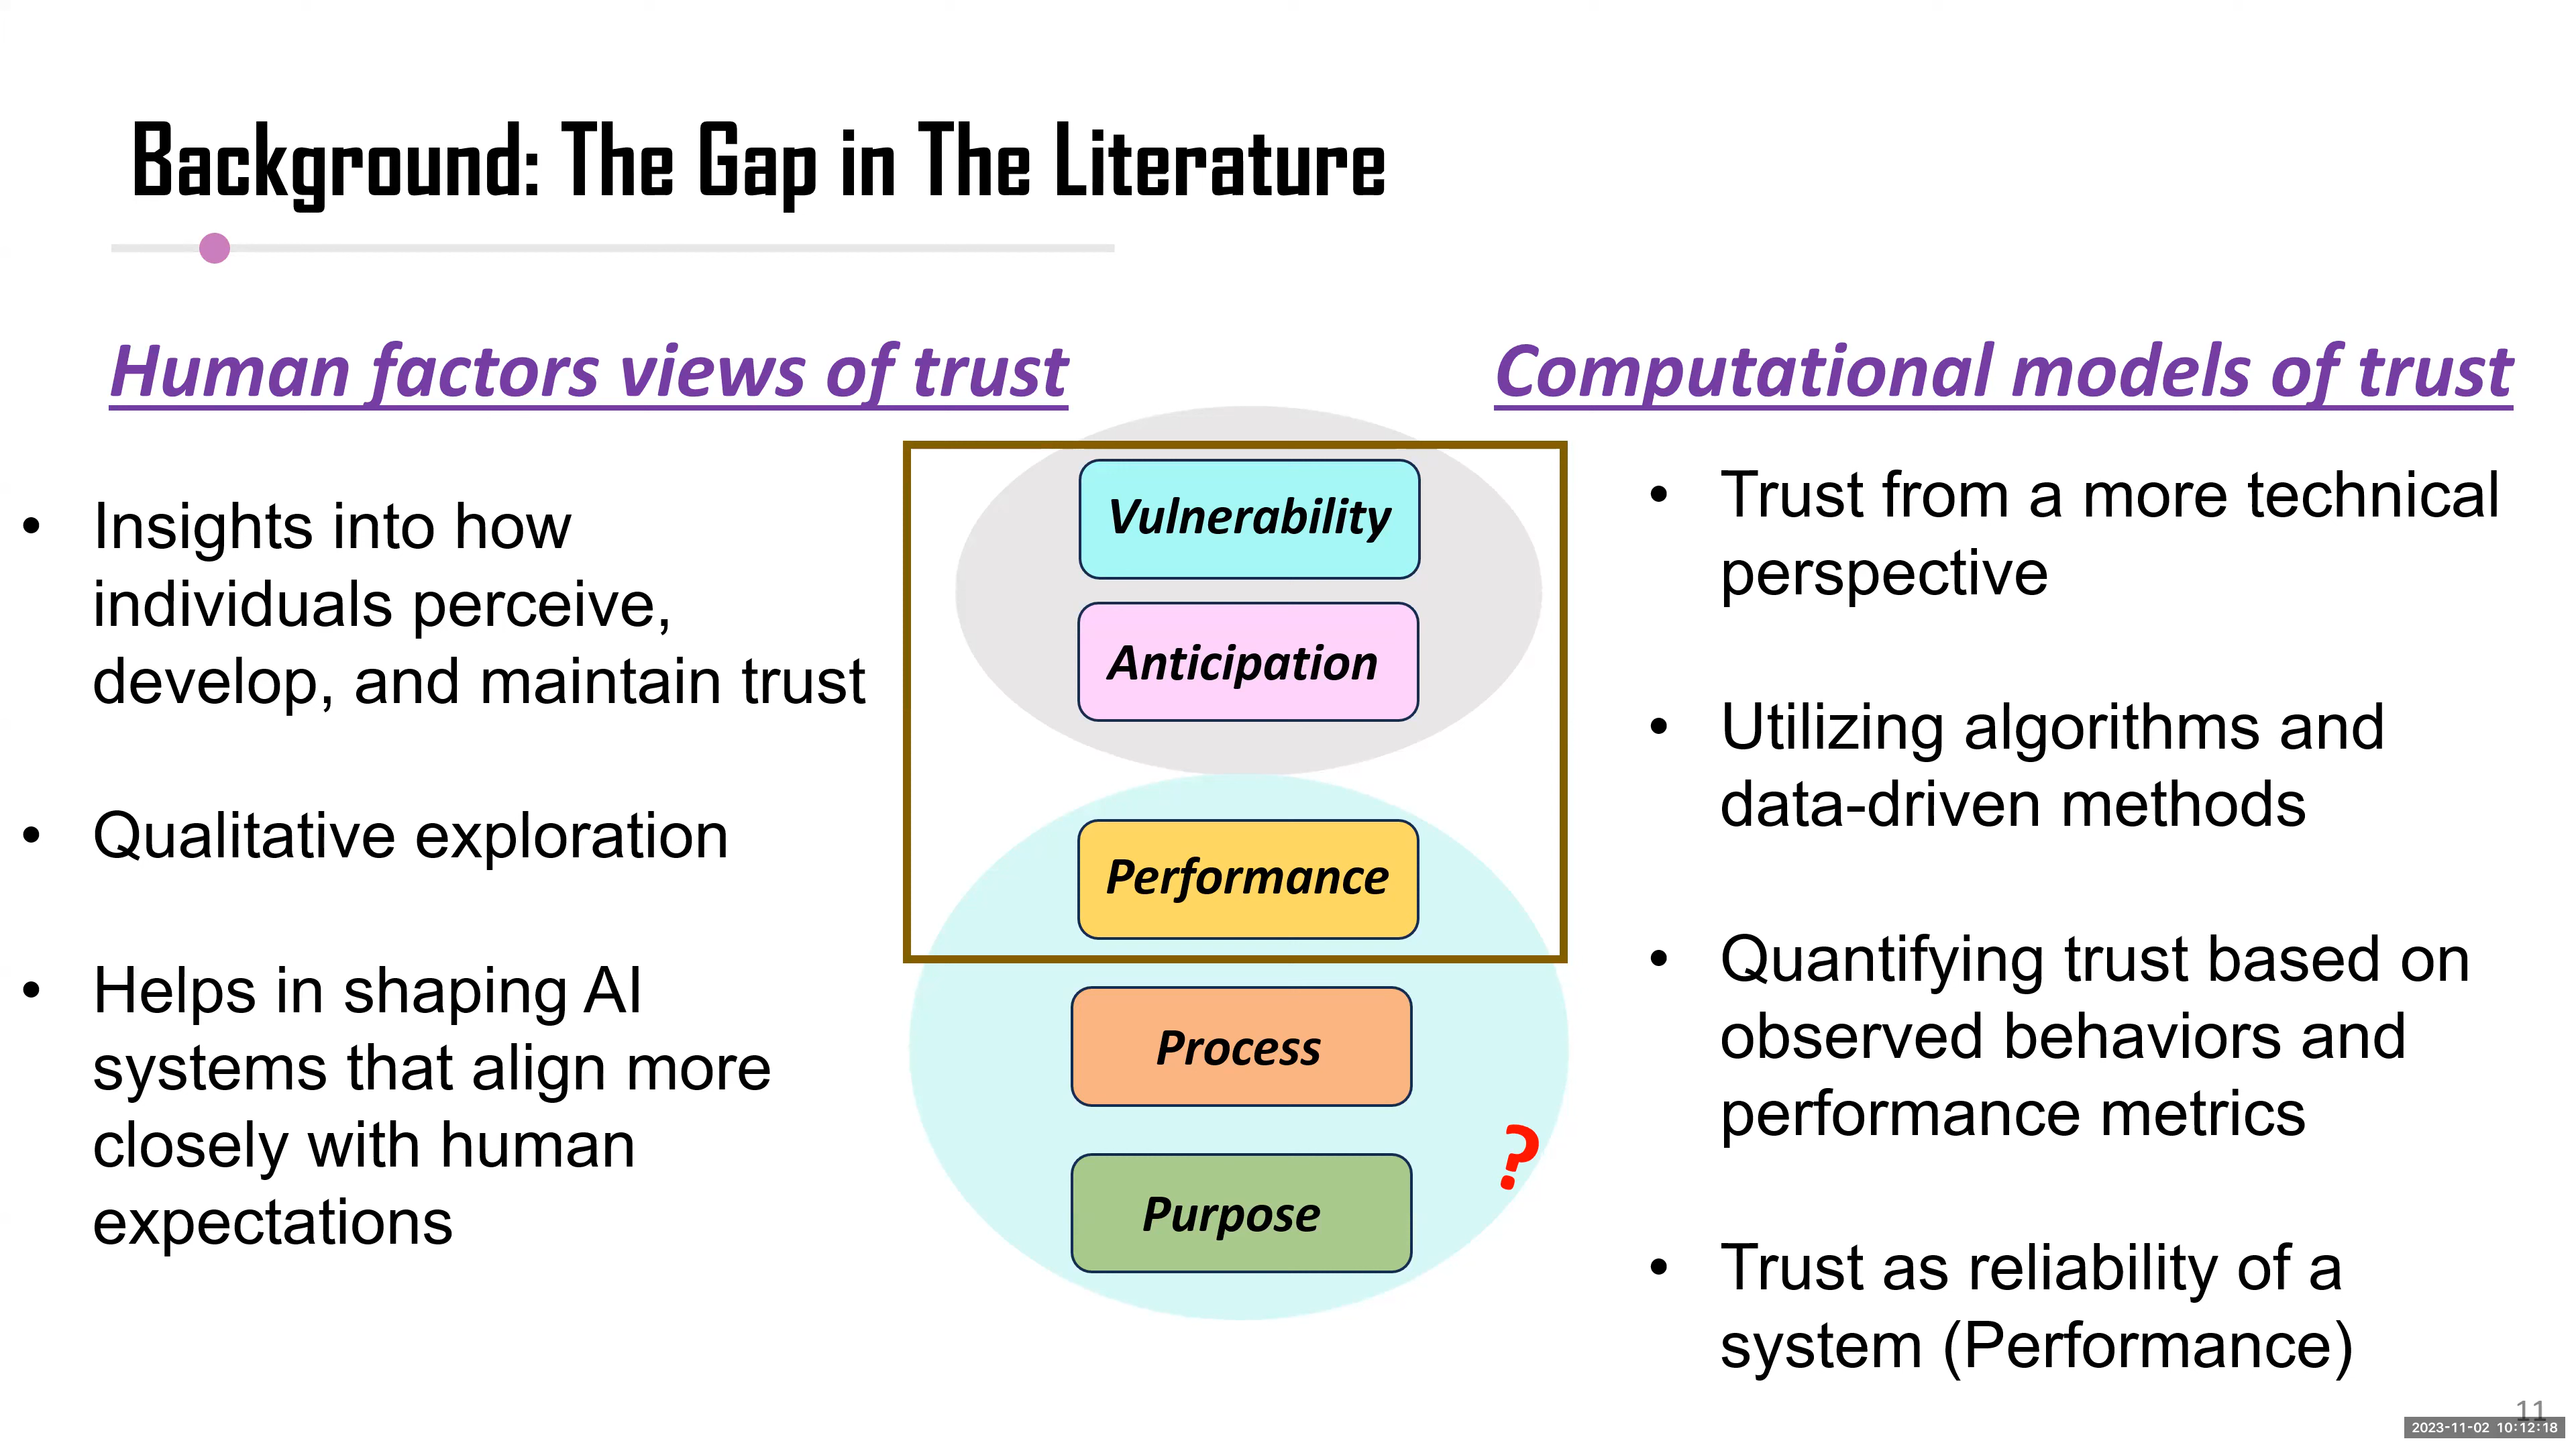 Background: The Gap in The Literature
Human factors views of trust
• Insights into how
individuals perceive,
develop, and maintain trust
• Qualitative exploration
• Helps in shaping AI
systems that align more
closely with human
expectations
Vulnerability
Anticipation
Performance
Process
Purpose
?
Computational models of trust
• Trust from a more technical
perspective
• Utilizing algorithms and
data-driven methods
• Quantifying trust based on
observed behaviors and
performance metrics
• Trust as reliability of a
system (Performance)
11
2023-11-02 10:12:18